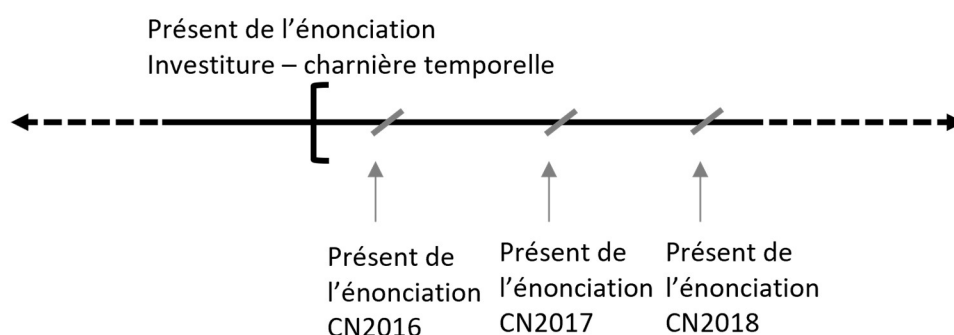 Présent de l’énonciation
Investiture – charnière temporelle
Présent de
l’énonciation
CN2016
Présent de
l’énonciation
CN2017
Présent de
l’énonciation
CN2018